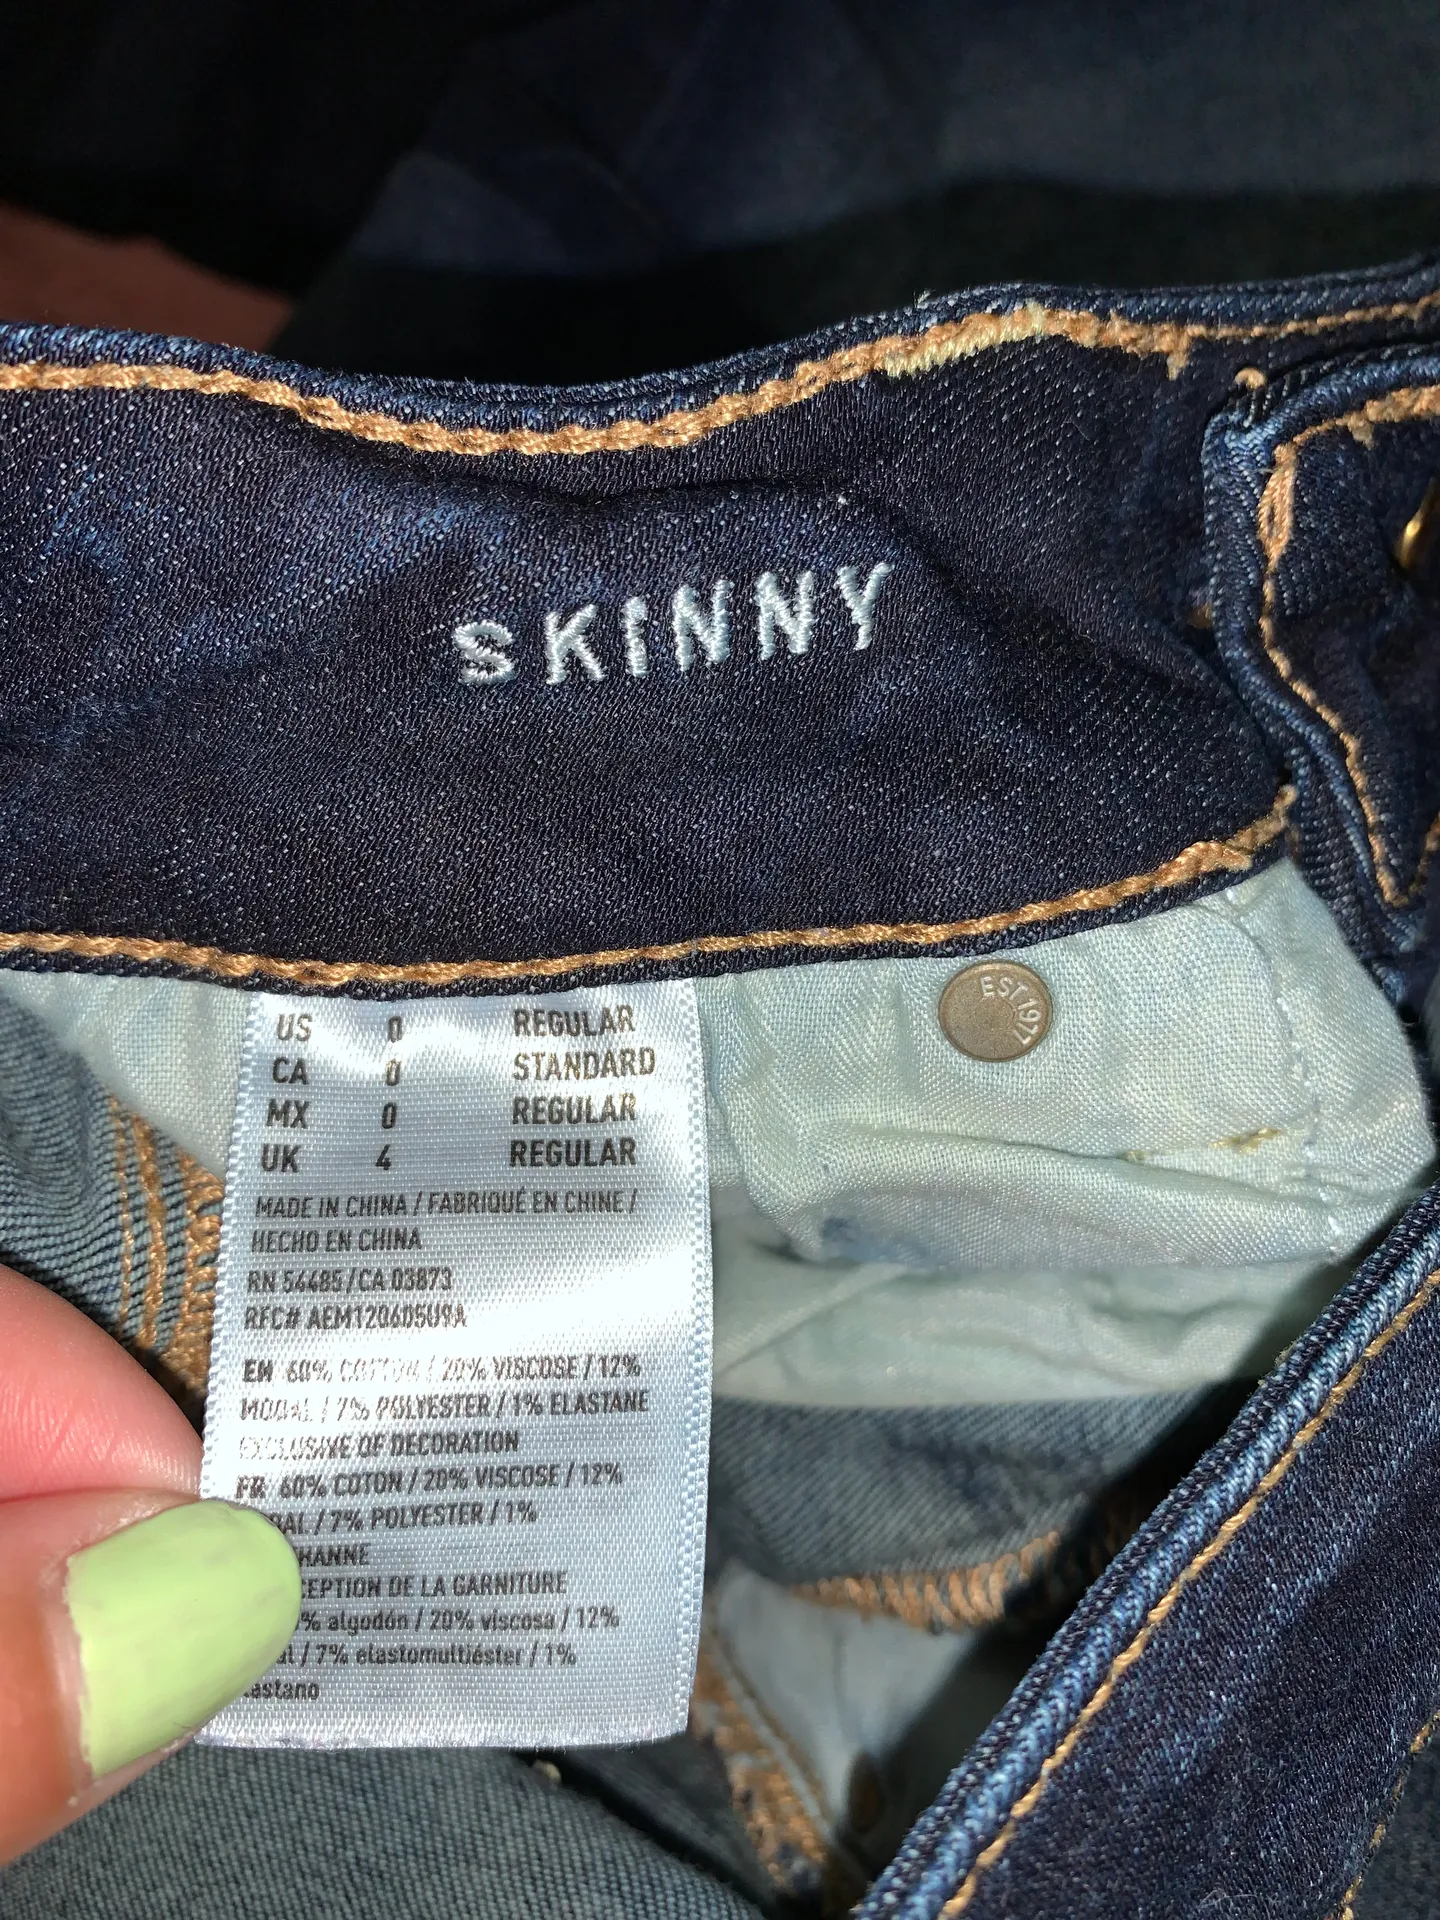 SKINNY
EST 1977
US 0 REGULAR
CA 0 STANDARD
MX 0 REGULAR
UK 4 REGULAR
MADE IN CHINA / FABRIQUÉ EN CHINE /
HECHO EN CHINA
RN 54485 / CA 03873
RFC# AEM120605U9A
EN 60% COTTON / 20% VISCOSE / 12%
MODAL / 7% POLYESTER / 1% ELASTANE
EXCLUSIVE OF DECORATION
FR 60% COTON / 20% VISCOSE / 12%
/ 7% POLYESTER / 1%
DE LA GARNITURE
algodón / 20% viscosa / 12%
/ 7% elastomultiéster / 1%